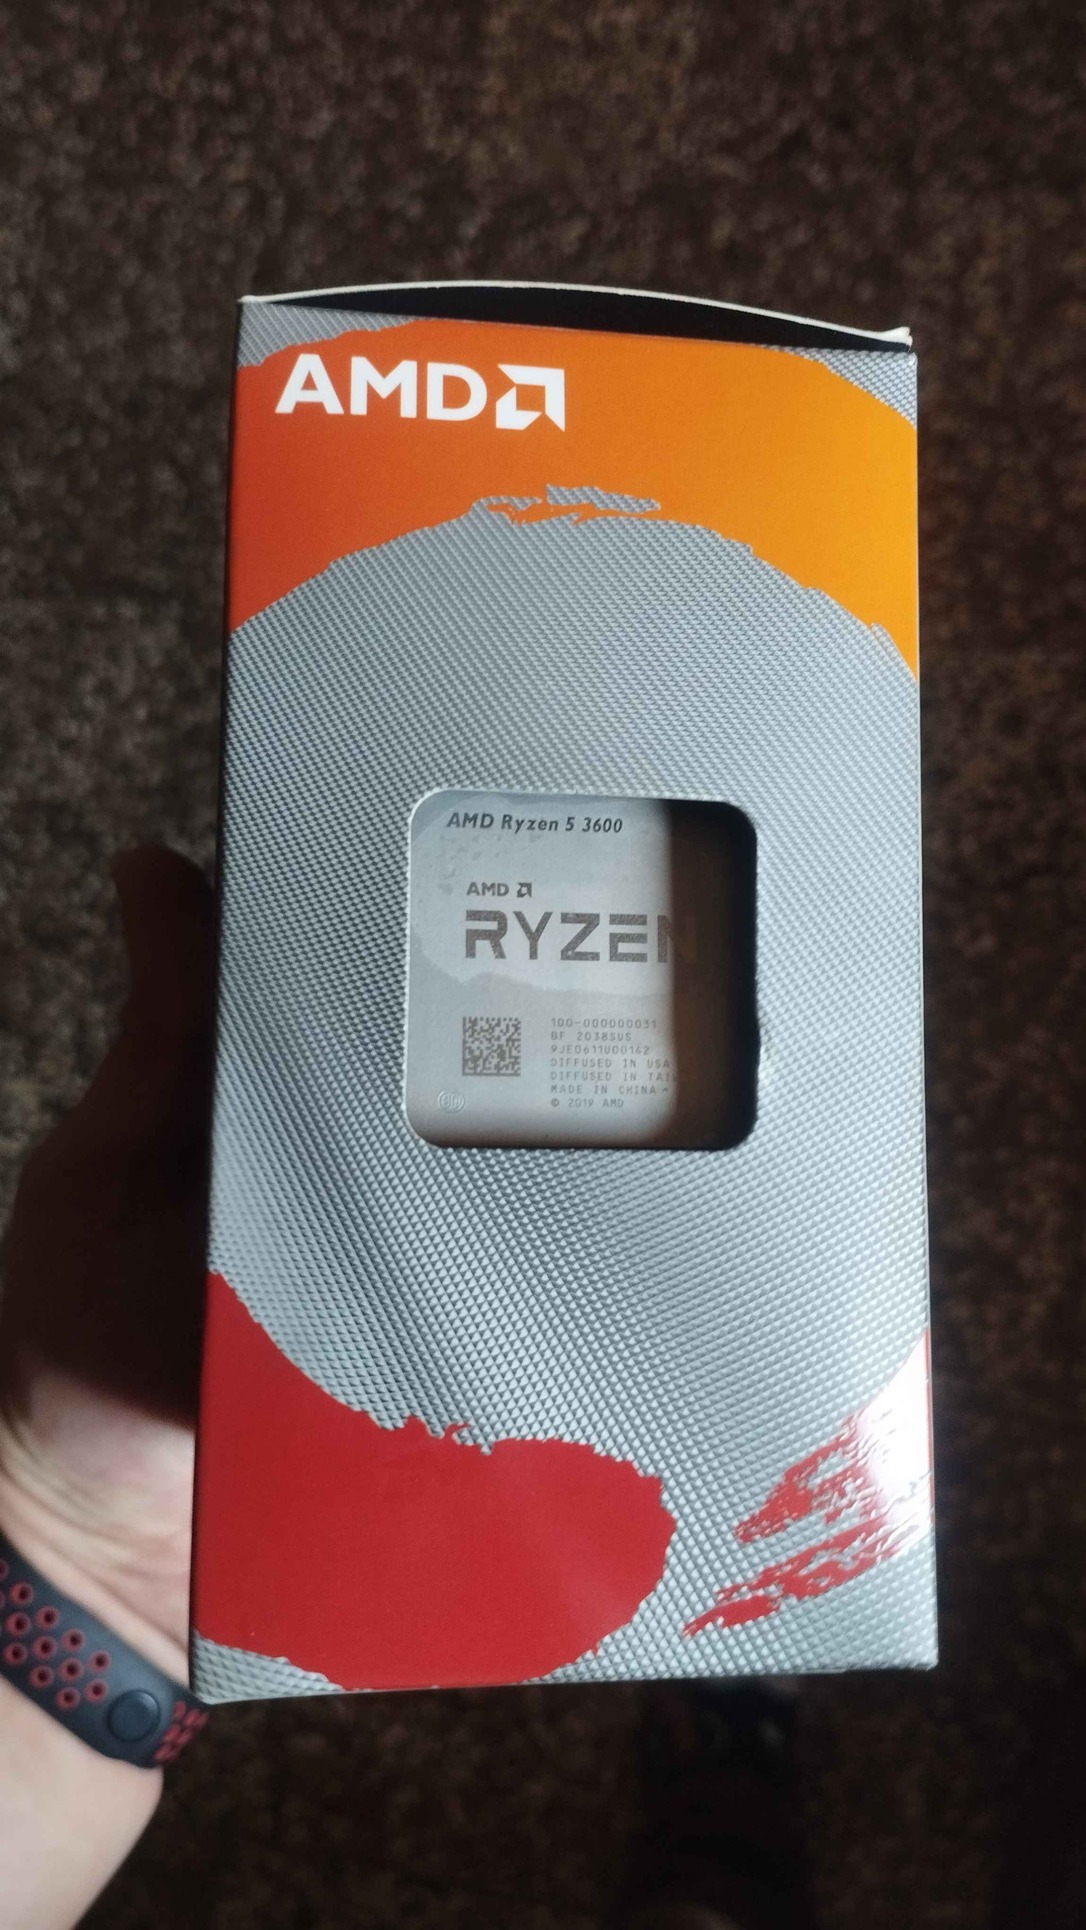 AMD
AMD Ryzen 5 3600
AMD
RYZEN
100-000000031
BF 2038SUS
9JE0611U00142
DIFFUSED IN USA
DIFFUSED IN TAI
MADE IN CHINA
© 2019 AMD